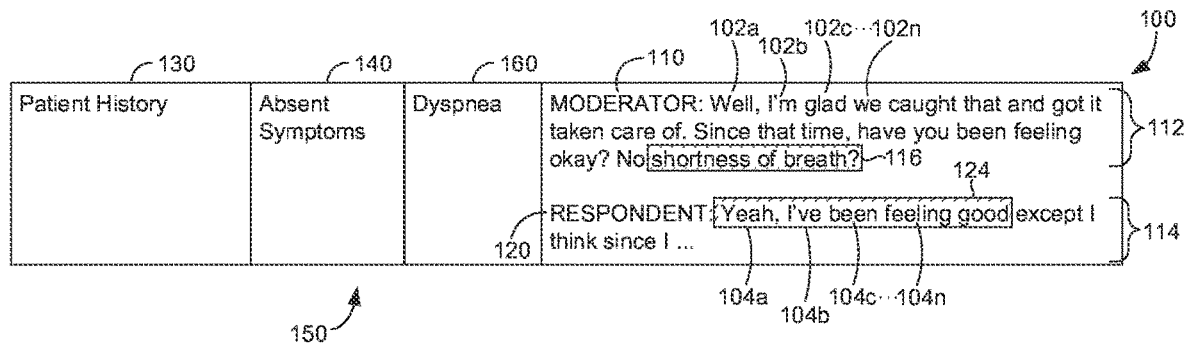 102a 102b 102c···102n 100
130 140 160 110
Patient History
Absent
Symptoms
Dyspnea
MODERATOR: Well, I'm glad we caught that and got it
taken care of. Since that time, have you been feeling
okay? No shortness of breath?
116
112
124
RESPONDENT: Yeah, I've been feeling good except I
think since I ...
120
114
104a 104b 104c···104n
150